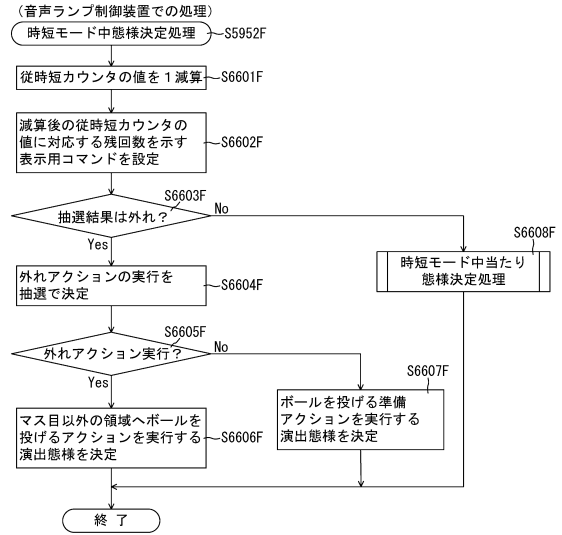 （音声ランプ制御装置での処理）
時短モード中態様決定処理
S5952F
従時短カウンタの値を１減算
S6601F
減算後の従時短カウンタの
値に対応する残回数を示す
表示用コマンドを設定
S6602F
S6603F
抽選結果は外れ？
No
Yes
S6608F
時短モード中当たり
態様決定処理
外れアクションの実行を
抽選で決定
S6604F
S6605F
外れアクション実行？
No
Yes
S6607F
ボールを投げる準備
アクションを実行する
演出態様を決定
マス目以外の領域へボールを
投げるアクションを実行する
演出態様を決定
S6606F
終 了